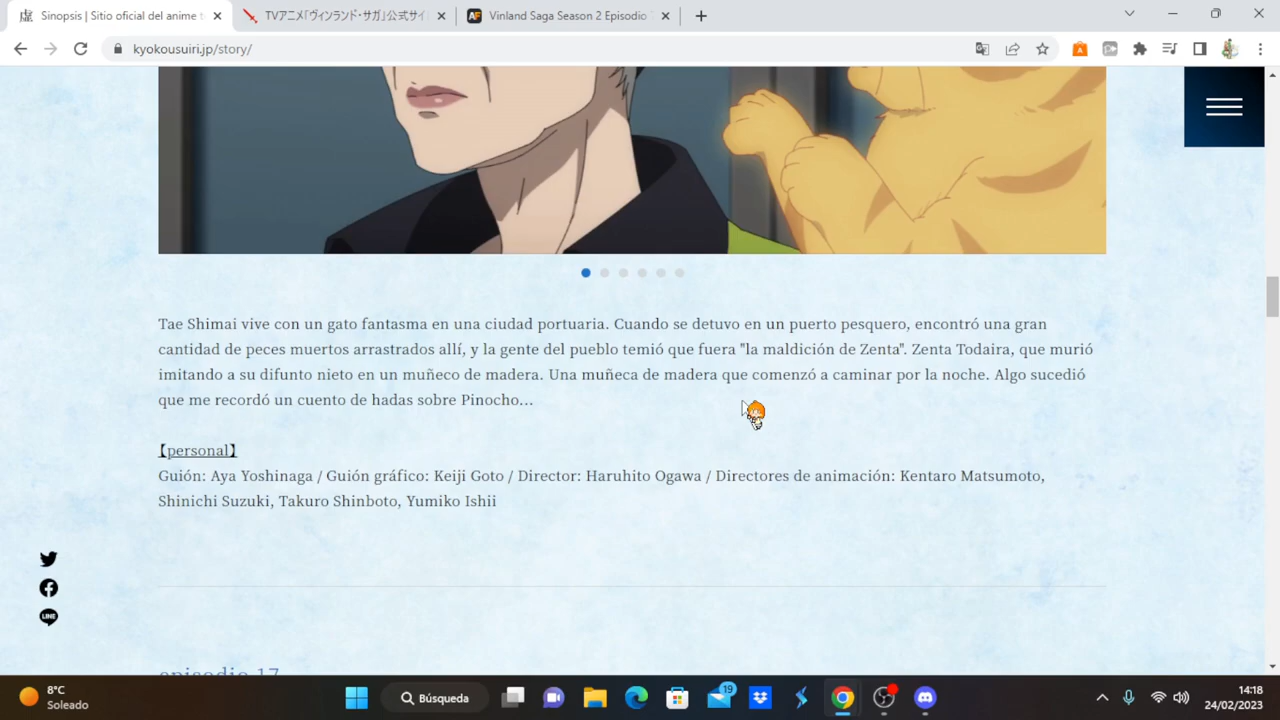 Sinopsis | Sitio oficial del anime t
TVアニメ「ヴィンランド・サガ」公式サイ
AF
Vinland Saga Season 2 Episodio
kyokousuiri.jp/story/
Tae Shimai vive con un gato fantasma en una ciudad portuaria. Cuando se detuvo en un puerto pesquero, encontró una gran
cantidad de peces muertos arrastrados allí, y la gente del pueblo temió que fuera "la maldición de Zenta". Zenta Todaira, que murió
imitando a su difunto nieto en un muñeco de madera. Una muñeca de madera que comenzó a caminar por la noche. Algo sucedió
que me recordó un cuento de hadas sobre Pinocho...
【personal】
Guión: Aya Yoshinaga / Guión gráfico: Keiji Goto / Director: Haruhito Ogawa / Directores de animación: Kentaro Matsumoto,
Shinichi Suzuki, Takuro Shinboto, Yumiko Ishii
LINE
episodio 17
8°C
Soleado
Búsqueda
19
14:18
24/02/2023